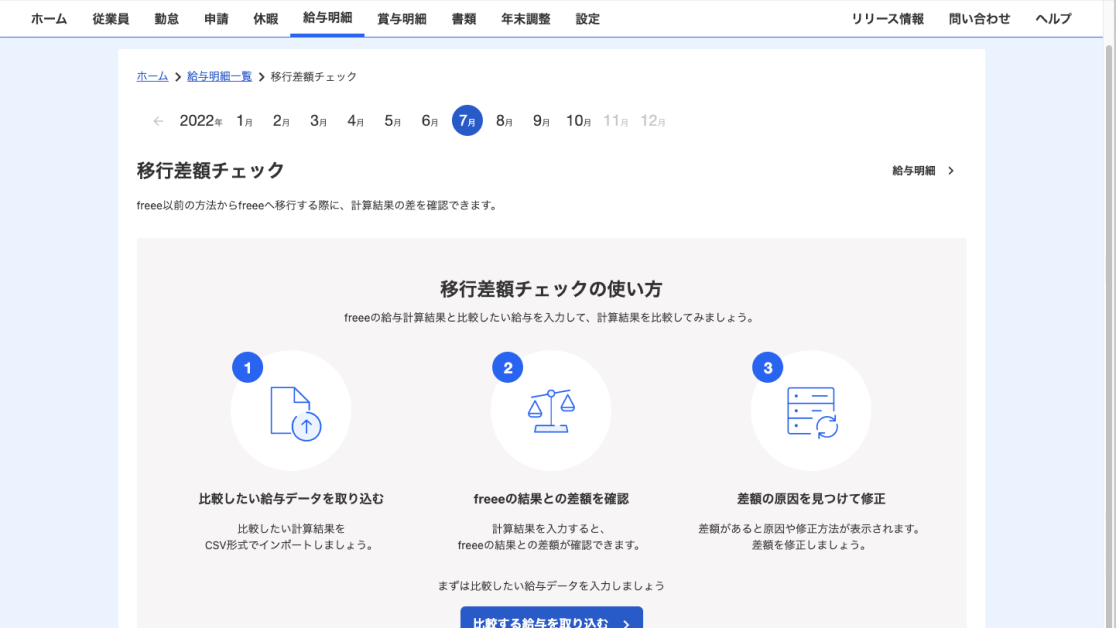 ホーム 従業員 勤怠 申請 休暇 給与明細 賞与明細 書類 年末調整 設定 リリース情報 問い合わせ ヘルプ
ホーム > 給与明細一覧 > 移行差額チェック
← 2022年 1月 2月 3月 4月 5月 6月 7月 8月 9月 10月 11月 12月
移行差額チェック 給与明細 >
freee以前の方法からfreeeへ移行する際に、計算結果の差を確認できます。
移行差額チェックの使い方
freeeの給与計算結果と比較したい給与を入力して、計算結果を比較してみましょう。
1
比較したい給与データを取り込む
比較したい計算結果を
CSV形式でインポートしましょう。
2
freeeの結果との差額を確認
計算結果を入力すると、
freeeの結果との差額が確認できます。
3
差額の原因を見つけて修正
差額があると原因や修正方法が表示されます。
差額を修正しましょう。
まずは比較したい給与データを入力しましょう
比較する給与を取り込む >